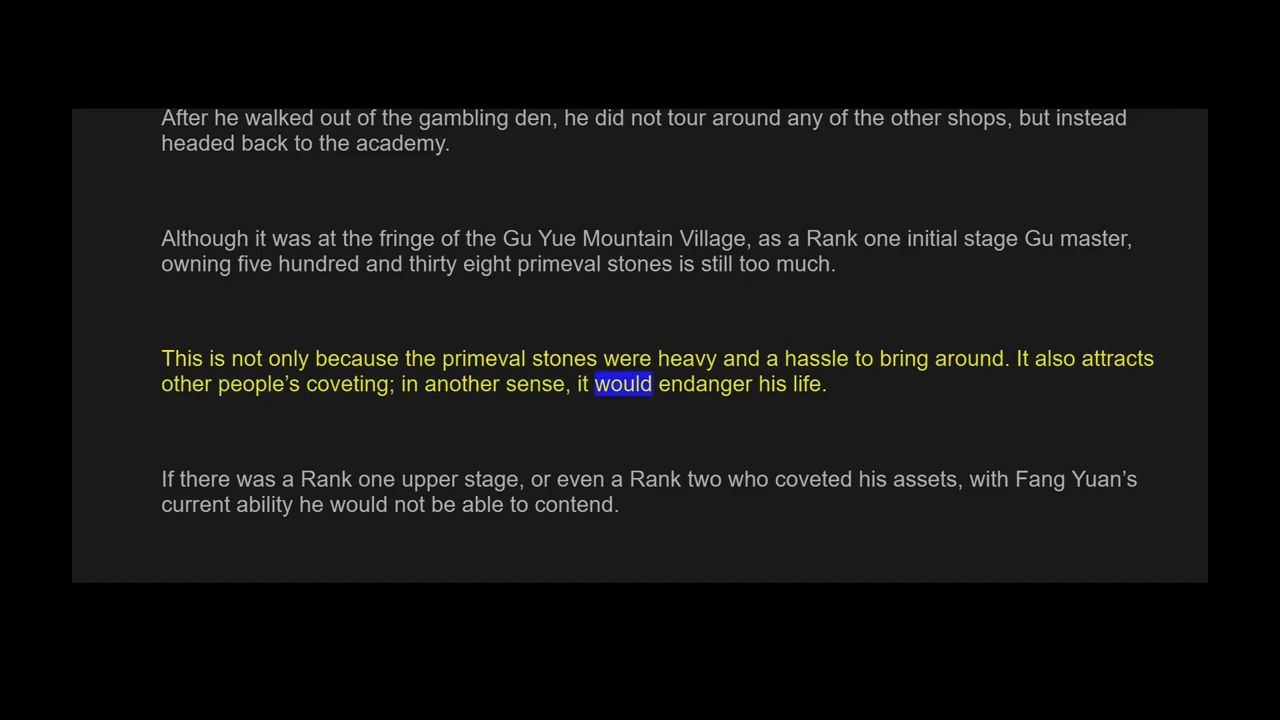 After he walked out of the gambling den, he did not tour around any of the other shops, but instead
headed back to the academy.
Although it was at the fringe of the Gu Yue Mountain Village, as a Rank one initial stage Gu master,
owning five hundred and thirty eight primeval stones is still too much.
This is not only because the primeval stones were heavy and a hassle to bring around. It also attracts
other people’s coveting; in another sense, it would endanger his life.
If there was a Rank one upper stage, or even a Rank two who coveted his assets, with Fang Yuan’s
current ability he would not be able to contend.